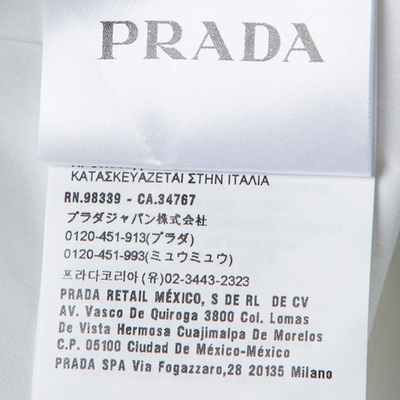 PRADA
ΚΑΤΑΣΚΕΥΑΖΕΤΑΙ ΣΤΗΝ ΙΤΑΛΙΑ
RN.98339 - CA.34767
プラダジャパン株式会社
0120-451-913(プラダ)
0120-451-993(ミュウミュウ)
프라다코리아 (유)02-3443-2323
PRADA RETAIL MÉXICO, S DE RL DE CV
AV. Vasco De Quiroga 3800 Col. Lomas
De Vista Hermosa Cuajimalpa De Morelos
C.P. 05100 Ciudad De México-México
PRADA SPA Via Fogazzaro,28 20135 Milano